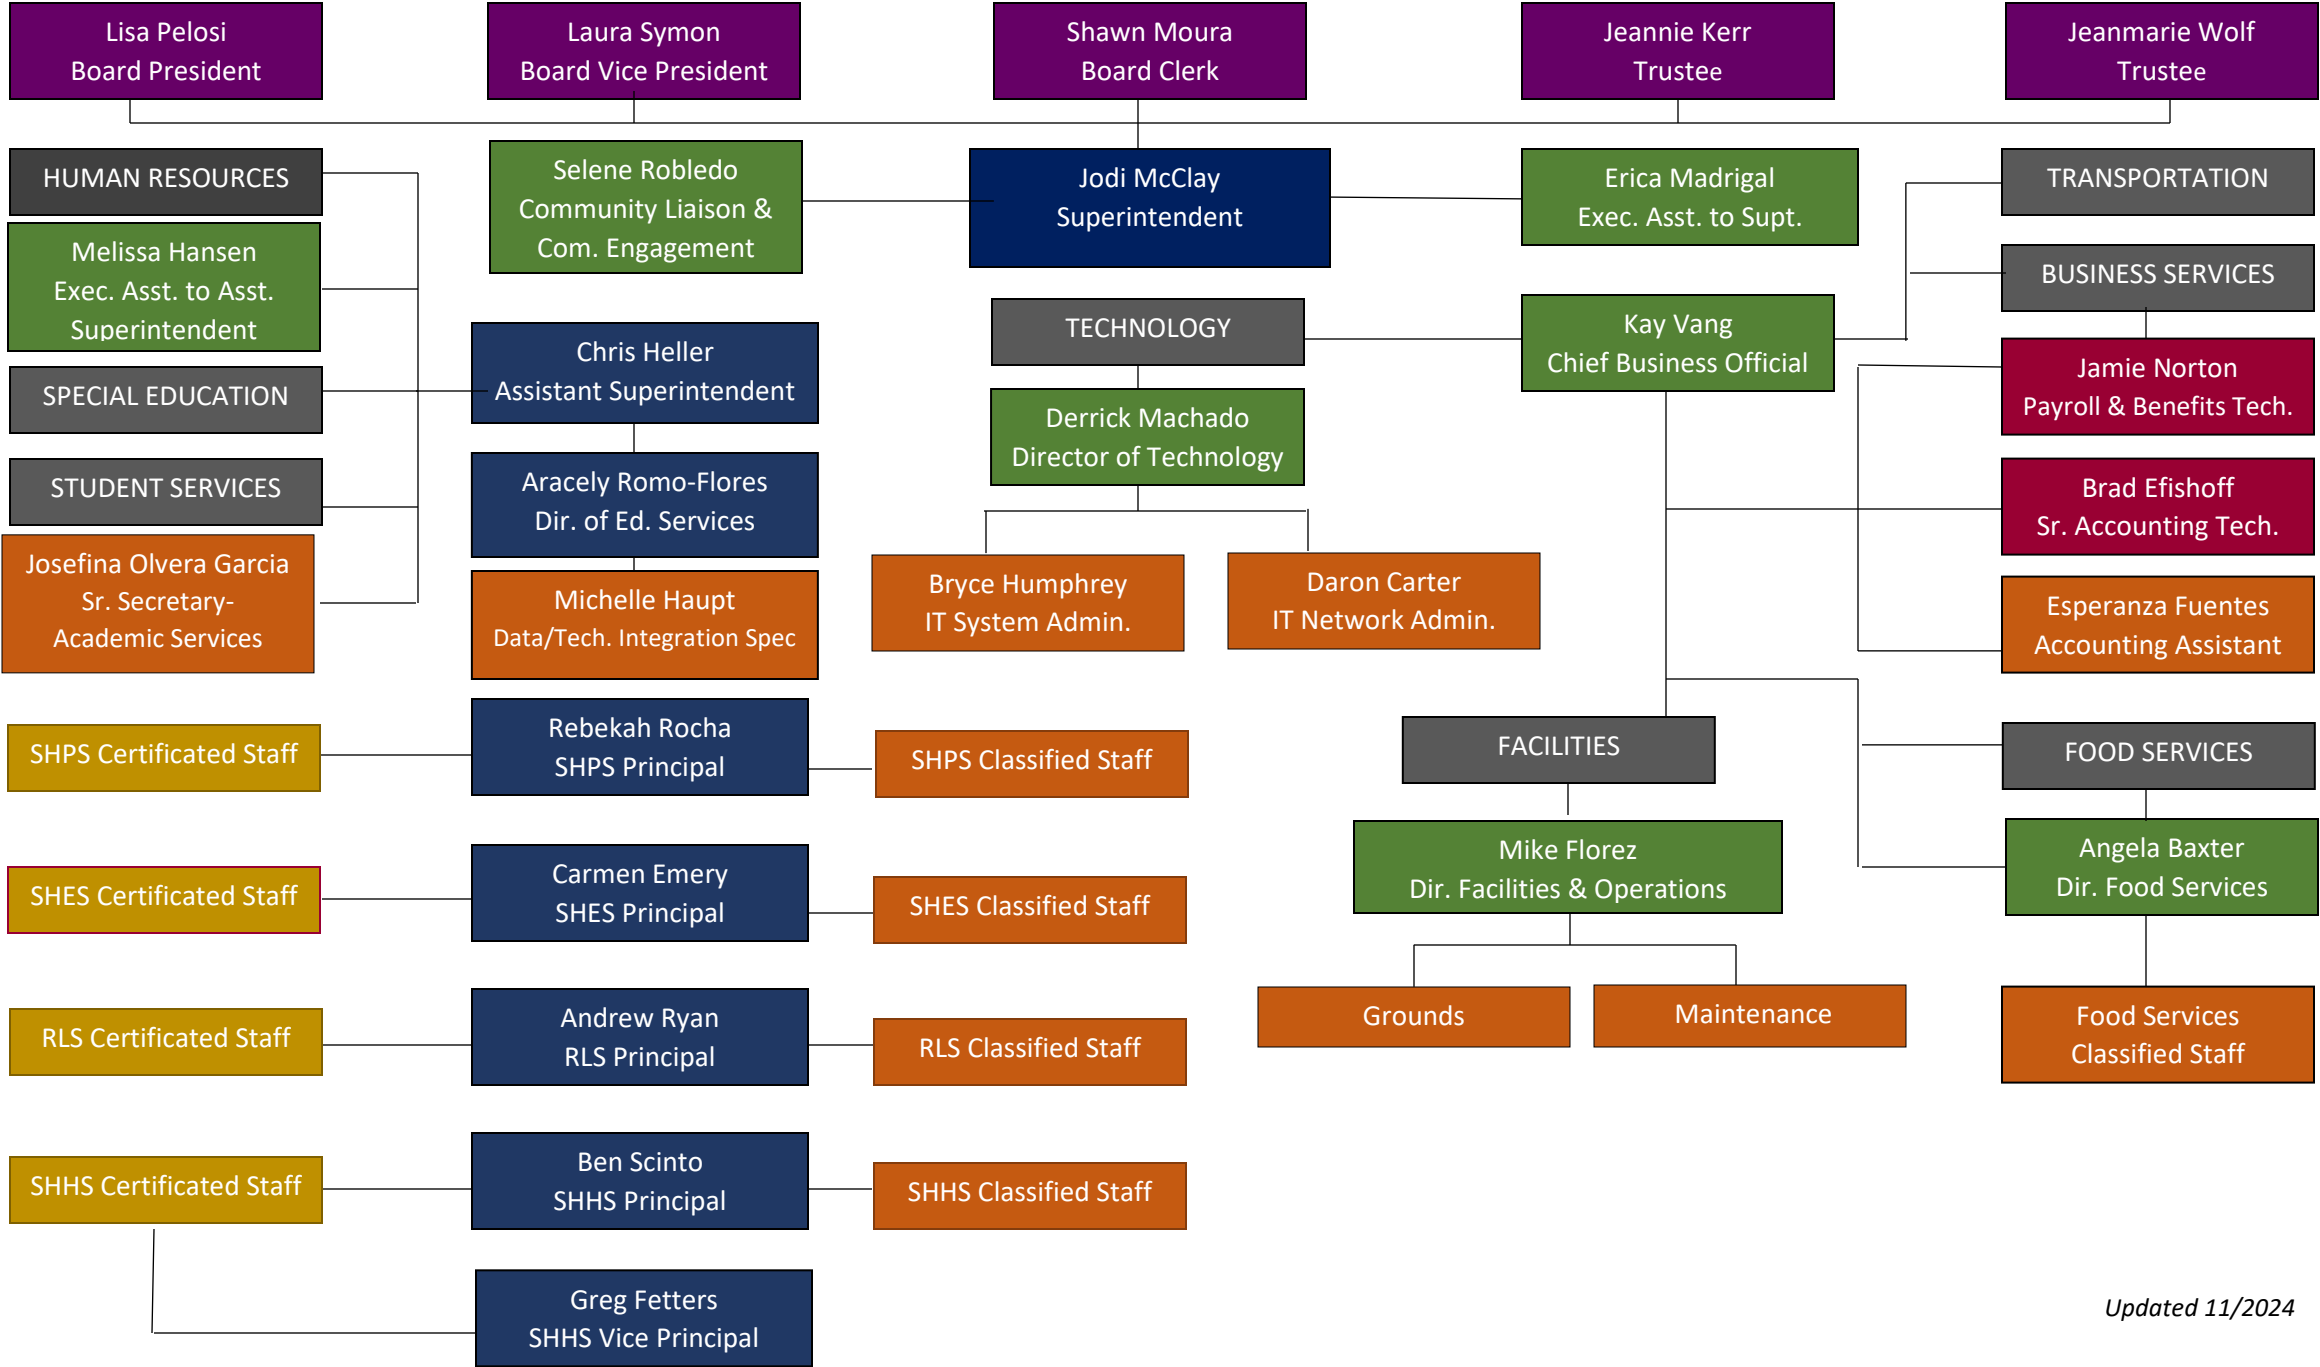 Lisa Pelosi
Board President
Laura Symon
Board Vice President
Shawn Moura
Board Clerk
Jeannie Kerr
Trustee
Jeanmarie Wolf
Trustee
HUMAN RESOURCES
Selene Robledo
Community Liaison &
Com. Engagement
Jodi McClay
Superintendent
Erica Madrigal
Exec. Asst. to Supt.
TRANSPORTATION
Melissa Hansen
Exec. Asst. to Asst.
Superintendent
BUSINESS SERVICES
TECHNOLOGY
Kay Vang
Chief Business Official
Chris Heller
Assistant Superintendent
Jamie Norton
Payroll & Benefits Tech.
SPECIAL EDUCATION
Derrick Machado
Director of Technology
STUDENT SERVICES
Aracely Romo-Flores
Dir. of Ed. Services
Brad Efishoff
Sr. Accounting Tech.
Josefina Olvera Garcia
Sr. Secretary-
Academic Services
Michelle Haupt
Data/Tech. Integration Spec
Bryce Humphrey
IT System Admin.
Daron Carter
IT Network Admin.
Esperanza Fuentes
Accounting Assistant
SHPS Certificated Staff
Rebekah Rocha
SHPS Principal
SHPS Classified Staff
FACILITIES
FOOD SERVICES
Mike Florez
Dir. Facilities & Operations
Angela Baxter
Dir. Food Services
SHES Certificated Staff
Carmen Emery
SHES Principal
SHES Classified Staff
RLS Certificated Staff
Andrew Ryan
RLS Principal
RLS Classified Staff
Grounds
Maintenance
Food Services
Classified Staff
SHHS Certificated Staff
Ben Scinto
SHHS Principal
SHHS Classified Staff
Greg Fetters
SHHS Vice Principal
Updated 11/2024